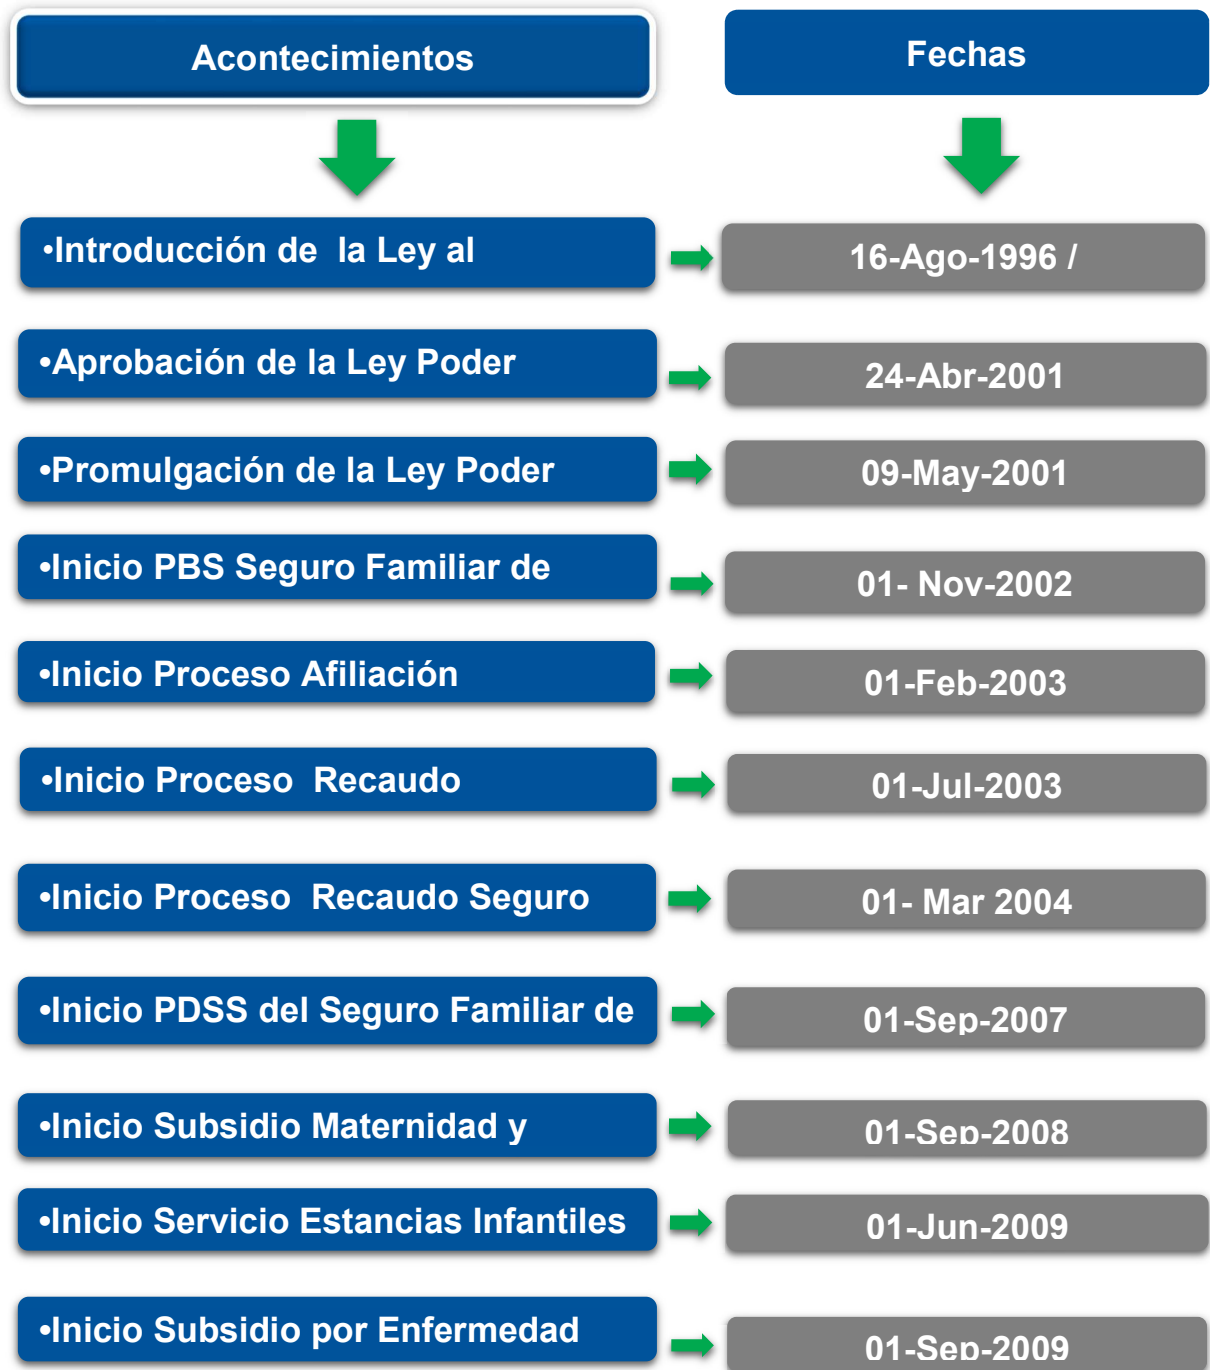 Acontecimientos
Fechas
•Introducción de la Ley al
16-Ago-1996 /
•Aprobación de la Ley Poder
24-Abr-2001
•Promulgación de la Ley Poder
09-May-2001
•Inicio PBS Seguro Familiar de
01- Nov-2002
•Inicio Proceso Afiliación
01-Feb-2003
•Inicio Proceso Recaudo
01-Jul-2003
•Inicio Proceso Recaudo Seguro
01- Mar 2004
•Inicio PDSS del Seguro Familiar de
01-Sep-2007
•Inicio Subsidio Maternidad y
01-Sep-2008
•Inicio Servicio Estancias Infantiles
01-Jun-2009
•Inicio Subsidio por Enfermedad
01-Sep-2009